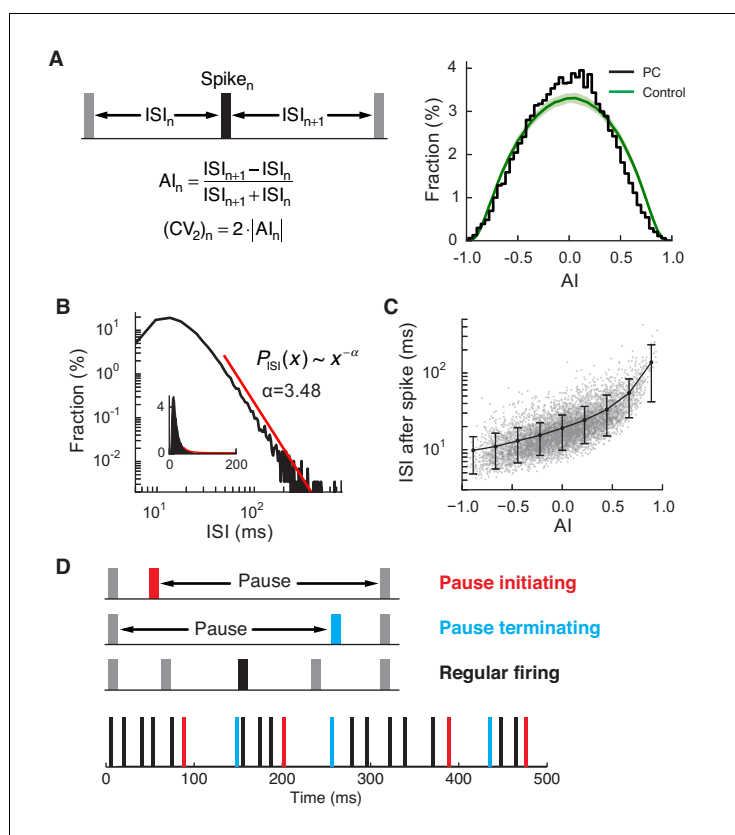 A
Spike_n
ISI_n
ISI_{n+1}
AI_n = (ISI_{n+1} − ISI_n) / (ISI_{n+1} + ISI_n)
(CV_2)_n = 2·|AI_n|
PC
Control
Fraction (%)
4
3
2
1
0
-1.0 -0.5 0.0 0.5 1.0
AI
B
Fraction (%)
10^1
10^0
10^-1
10^-2
P_ISI(x) ~ x^-α
α=3.48
4
0
0 200
10^1 10^2
ISI (ms)
C
ISI after spike (ms)
10^2
10^1
−1.0 −0.5 0.0 0.5 1.0
AI
D
Pause
Pause initiating
Pause
Pause terminating
Regular firing
0 100 200 300 400 500
Time (ms)